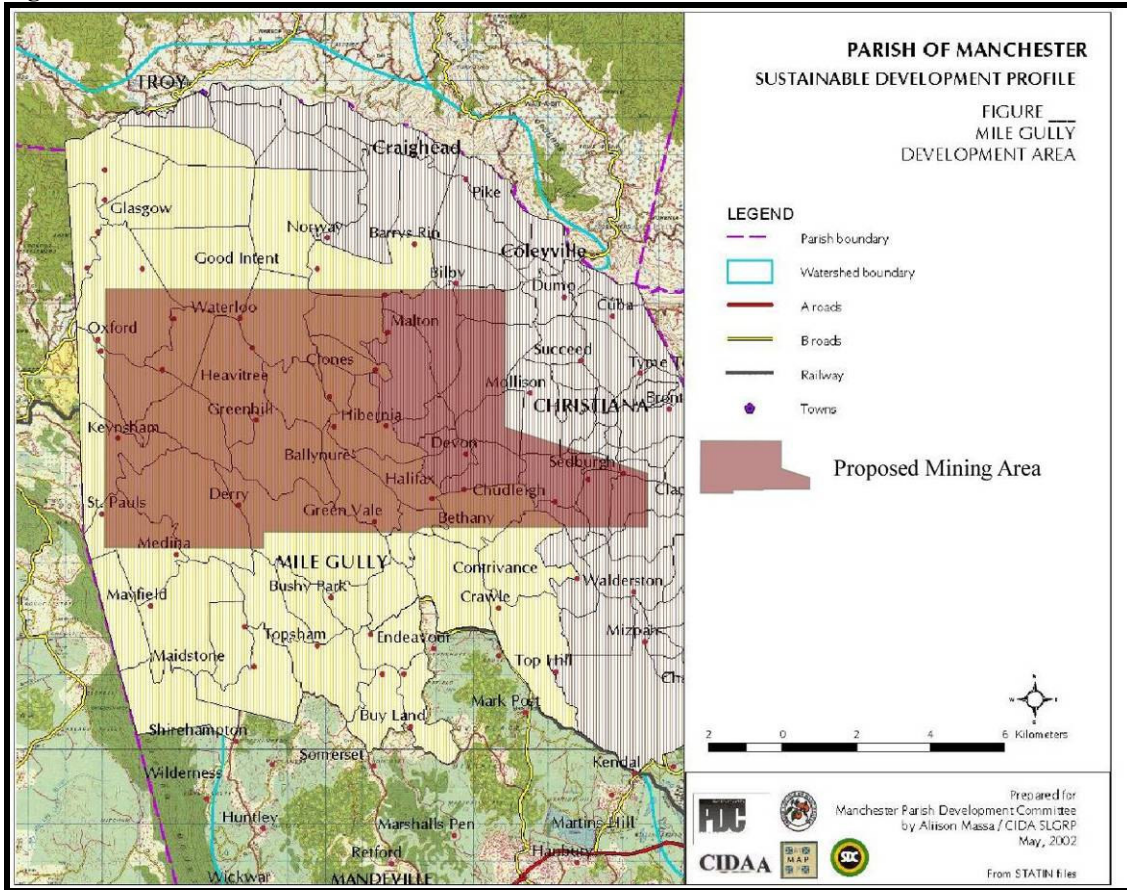 TROY
Craighead
Pike
Glasgow
Norway
Barrys Rin
Good Intent
Coleyville
Bilby
Dump
Cuba
Waterloo
Oxford
Malton
Succeed
Tyme T
Clones
Heavitree
Mollison
CHRISTIANA
Bront
Greenhill
Hibernia
Keynsham
Devon
Ballynure
Sedburgh
Halifax
Chudleigh
St. Pauls
Derry
Green Vale
Bethany
Medina
MILE GULLY
Contrivance
Bushy Park
Walderston
Mayfield
Crawle
Topsham
Endeavour
Mizpah
Maidstone
Top Hill
Mark Post
Buy Land
Shirehampton
Somerset
Kendal
Wilderness
Huntley
Marshalls Pen
Martins Hill
Retford
Hanbury
Wickwar
MANDEVILLE
PARISH OF MANCHESTER
SUSTAINABLE DEVELOPMENT PROFILE
FIGURE ___
MILE GULLY
DEVELOPMENT AREA
LEGEND
Parish boundary
Watershed boundary
A roads
B roads
Railway
Towns
Proposed Mining Area
N
W
E
S
2 0 2 4 6 Kilometers
PDC
CIDAA
MAP
SDC
Prepared for
Manchester Parish Development Committee
by Aliison Massa / CIDA SLGRP
May, 2002
From STATIN files